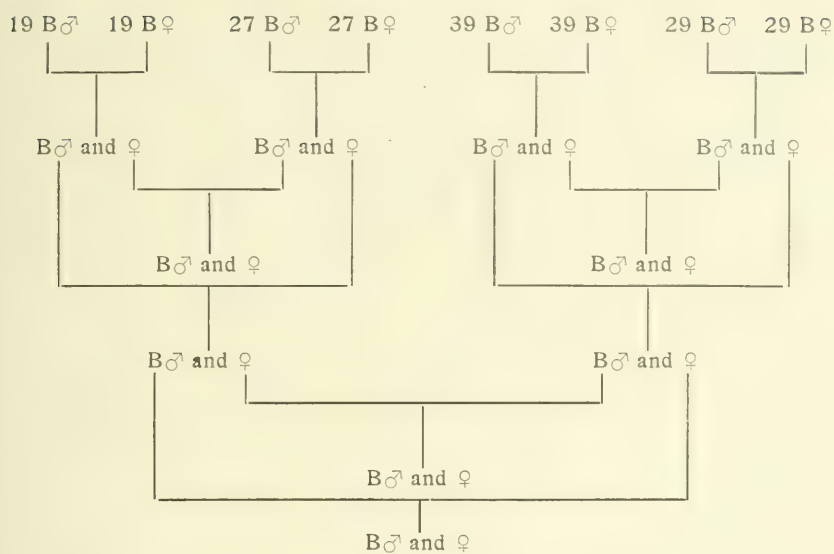 19 B♂ 19 B♀ 27 B♂ 27 B♀ 39 B♂ 39 B♀ 29 B♂ 29 B♀
B♂ and ♀ B♂ and ♀ B♂ and ♀ B♂ and ♀
B♂ and ♀ B♂ and ♀
B♂ and ♀ B♂ and ♀
B♂ and ♀
B♂ and ♀